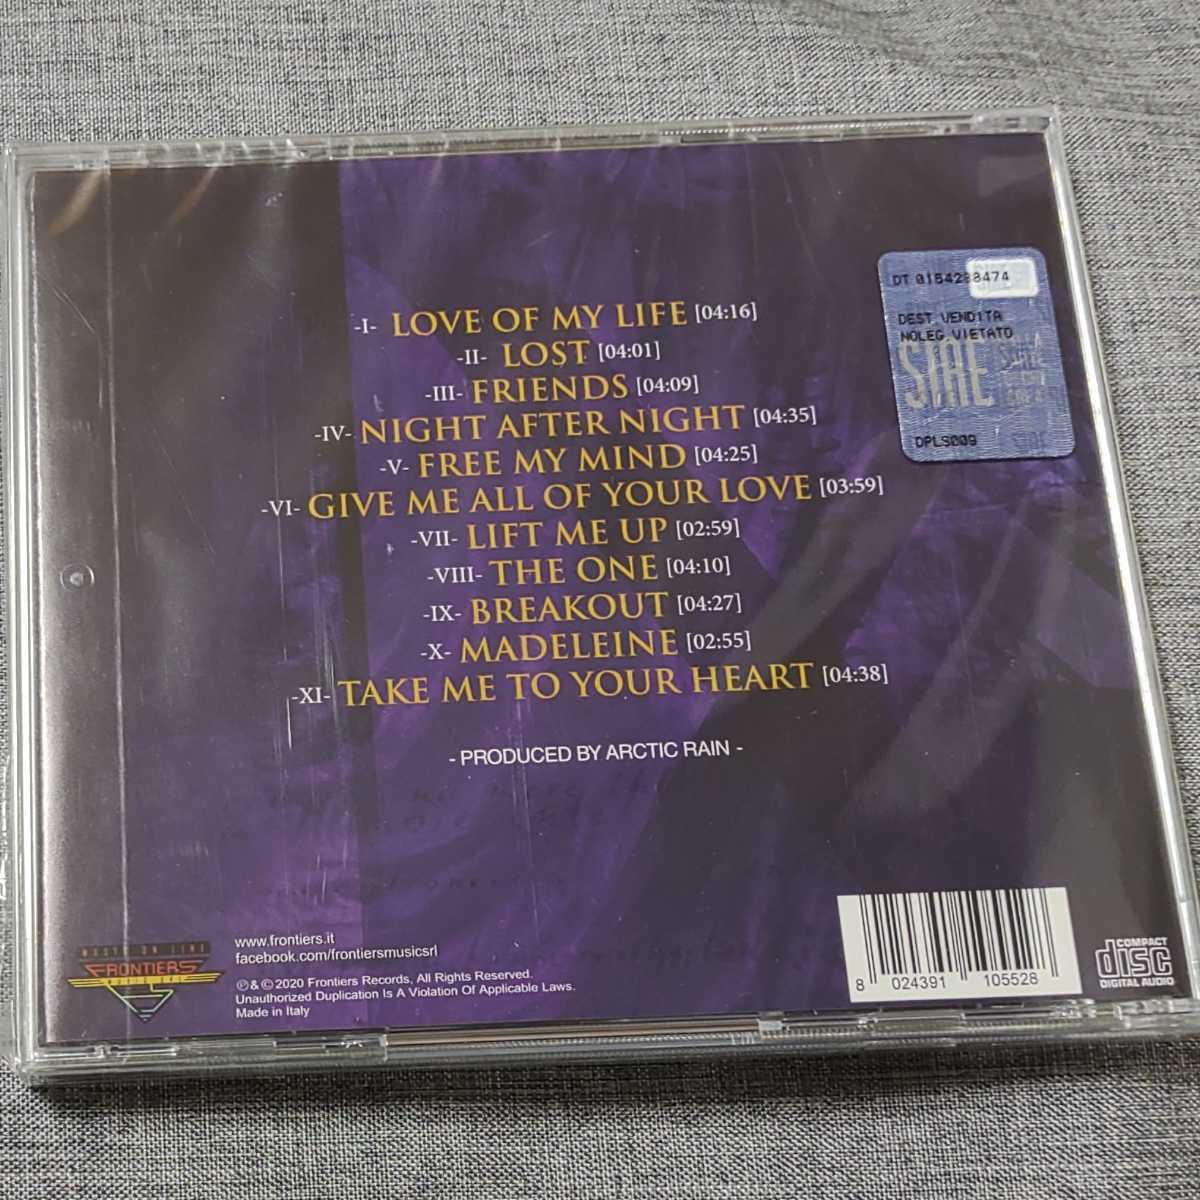 -I- LOVE OF MY LIFE [04:16]
-II- LOST [04:01]
-III- FRIENDS [04:09]
-IV- NIGHT AFTER NIGHT [04:35]
-V- FREE MY MIND [04:25]
-VI- GIVE ME ALL OF YOUR LOVE [03:59]
-VII- LIFT ME UP [02:59]
-VIII- THE ONE [04:10]
-IX- BREAKOUT [04:27]
-X- MADELEINE [02:55]
-XI- TAKE ME TO YOUR HEART [04:38]
- PRODUCED BY ARCTIC RAIN -
DT 0154288474
DEST VENDITA
NOLEG.VIETATO
SIAE
DPLS009
MUSIC ON LINE
FRONTIERS
MUSIC SRL
www.frontiers.it
facebook.com/frontiersmusicsrl
℗ & © 2020 Frontiers Records, All Rights Reserved.
Unauthorized Duplication Is A Violation Of Applicable Laws.
Made in Italy
8 024391 105528
COMPACT
disc
DIGITAL AUDIO